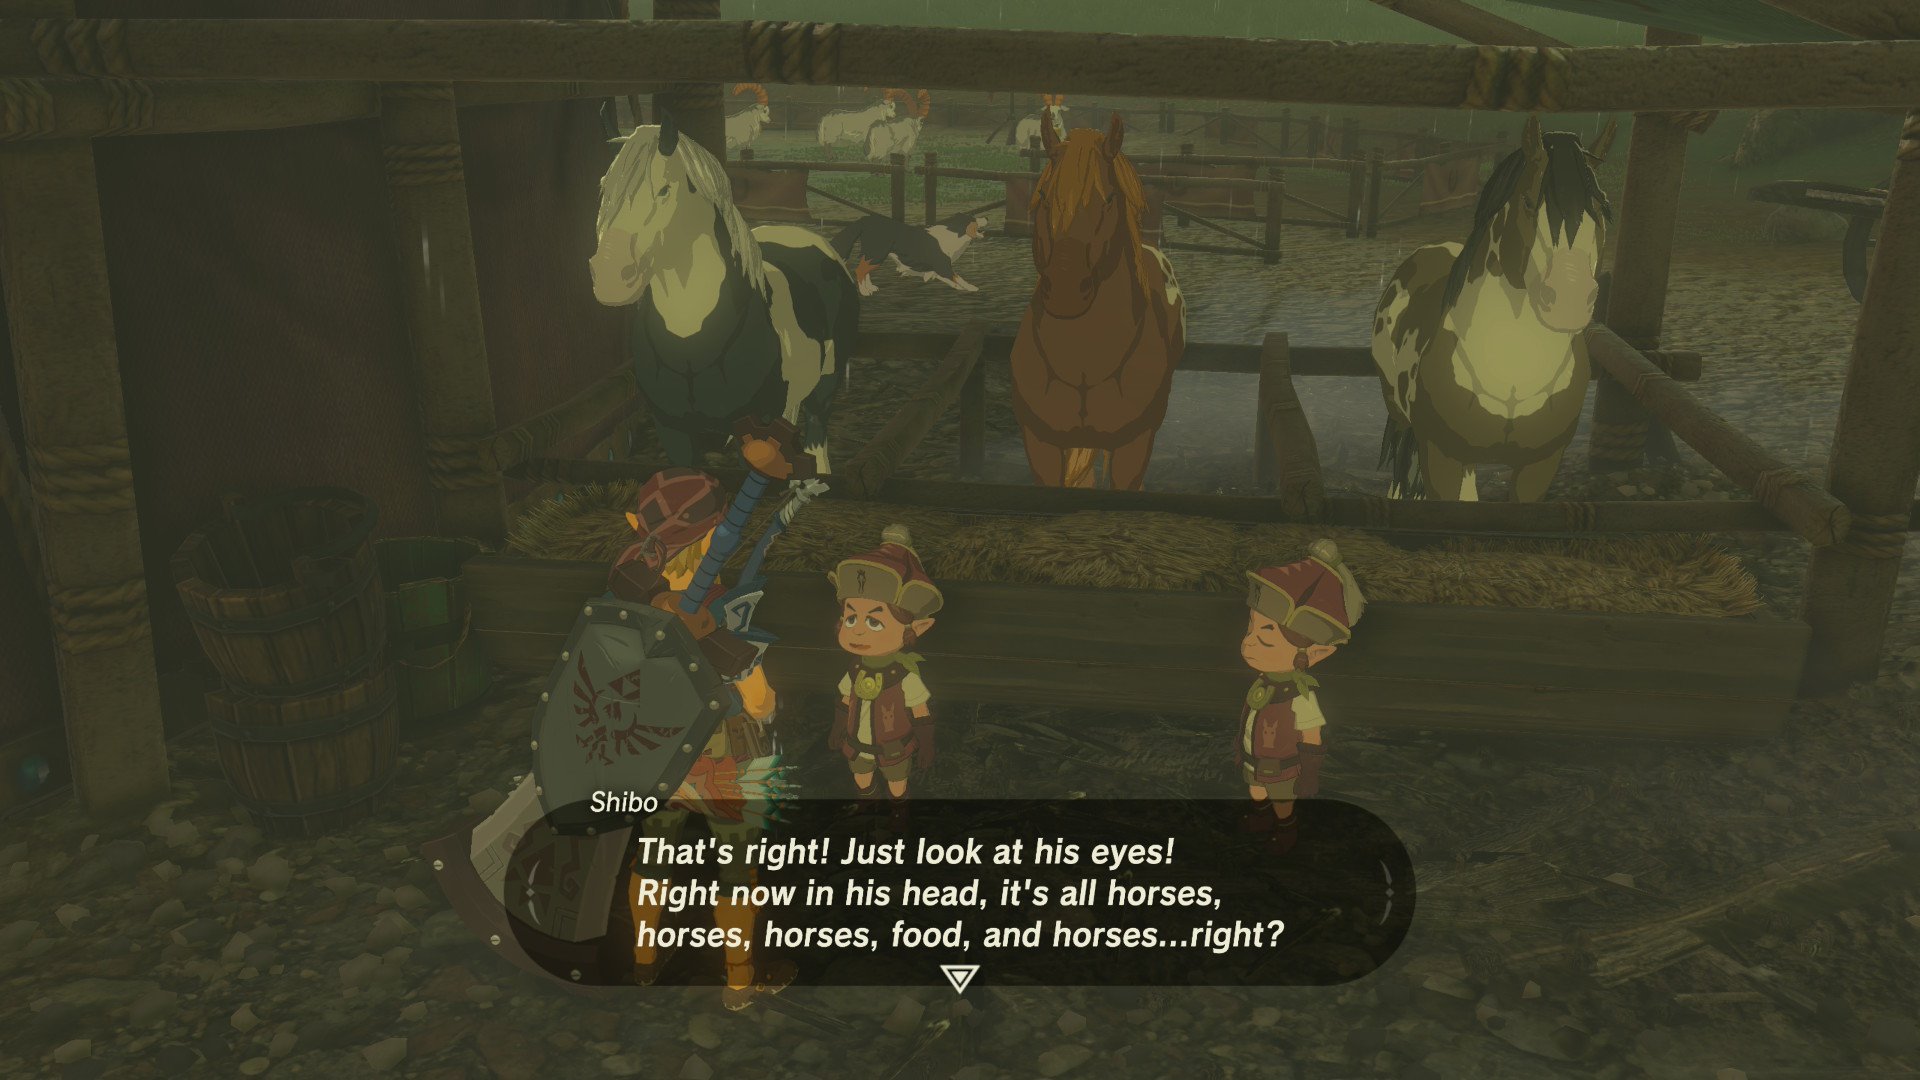 Shibo
That's right! Just look at his eyes!
Right now in his head, it's all horses,
horses, horses, food, and horses...right?